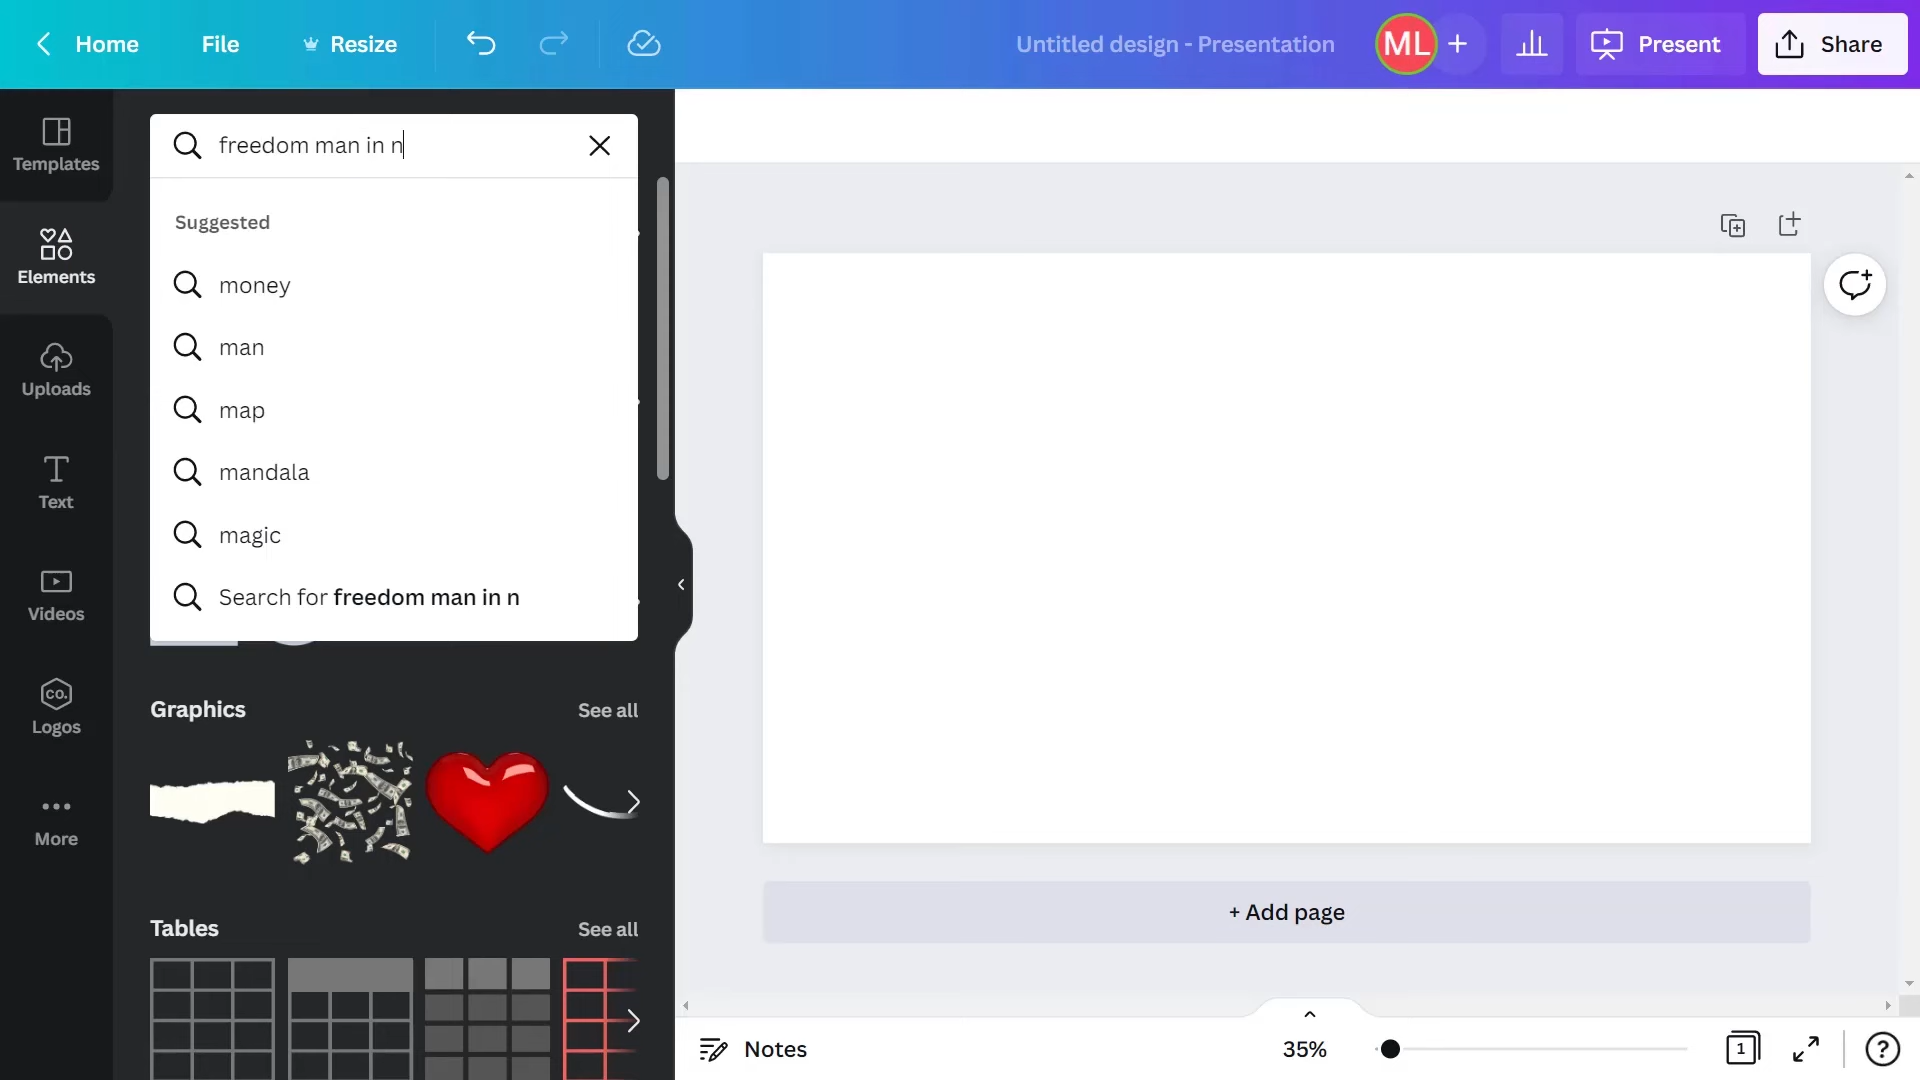 Home
File
Resize
Untitled design - Presentation
ML
+
Present
Share
Templates
Elements
Uploads
Text
Videos
CO.
Logos
More
freedom man in n
Suggested
money
man
map
mandala
magic
Search for freedom man in n
Graphics
See all
Tables
See all
+ Add page
Notes
35%
1
?